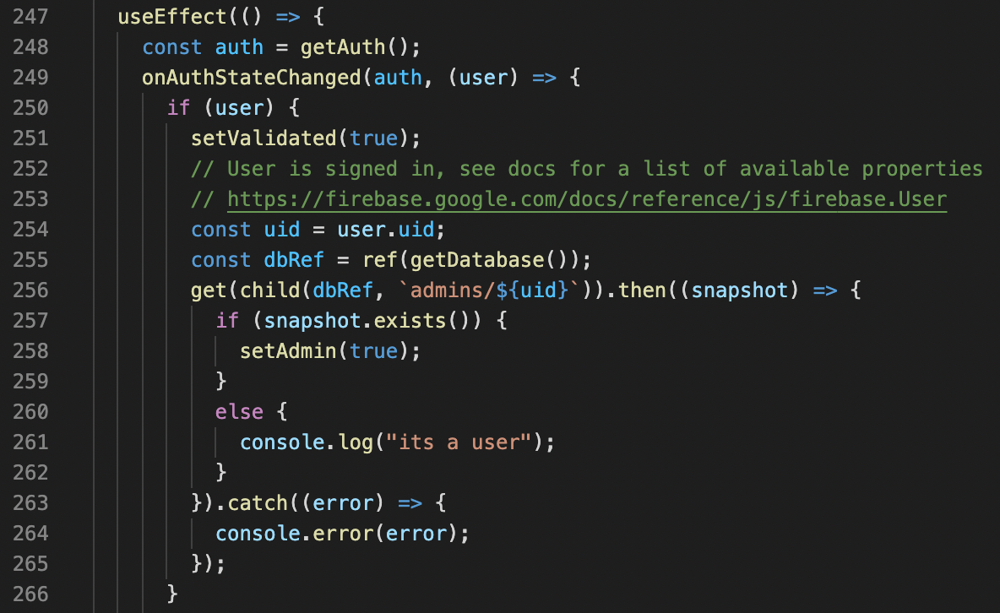 247 useEffect(() => {
248 const auth = getAuth();
249 onAuthStateChanged(auth, (user) => {
250 if (user) {
251 setValidated(true);
252 // User is signed in, see docs for a list of available properties
253 // https://firebase.google.com/docs/reference/js/firebase.User
254 const uid = user.uid;
255 const dbRef = ref(getDatabase());
256 get(child(dbRef, `admins/${uid}`)).then((snapshot) => {
257 if (snapshot.exists()) {
258 setAdmin(true);
259 }
260 else {
261 console.log("its a user");
262 }
263 }).catch((error) => {
264 console.error(error);
265 });
266 }